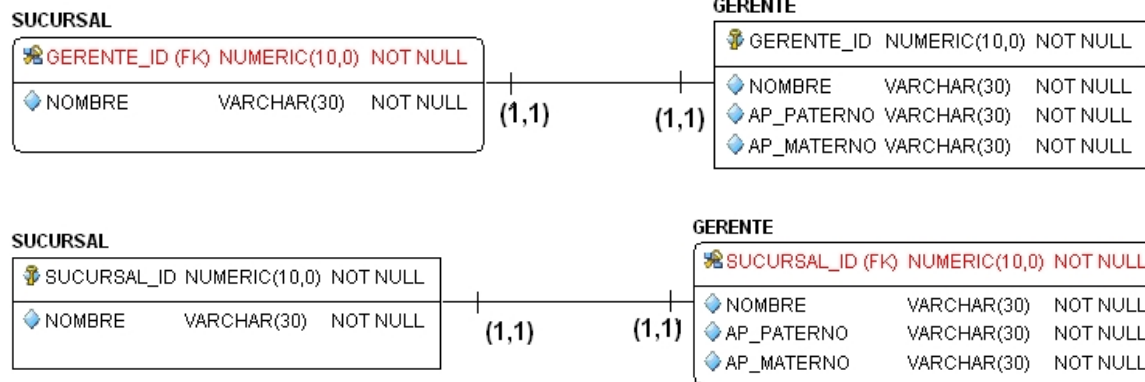 SUCURSAL
GERENTE_ID (FK) NUMERIC(10,0) NOT NULL
NOMBRE VARCHAR(30) NOT NULL
(1,1)
(1,1)
GERENTE
GERENTE_ID NUMERIC(10,0) NOT NULL
NOMBRE VARCHAR(30) NOT NULL
AP_PATERNO VARCHAR(30) NOT NULL
AP_MATERNO VARCHAR(30) NOT NULL
SUCURSAL
SUCURSAL_ID NUMERIC(10,0) NOT NULL
NOMBRE VARCHAR(30) NOT NULL
(1,1)
(1,1)
GERENTE
SUCURSAL_ID (FK) NUMERIC(10,0) NOT NULL
NOMBRE VARCHAR(30) NOT NULL
AP_PATERNO VARCHAR(30) NOT NULL
AP_MATERNO VARCHAR(30) NOT NULL